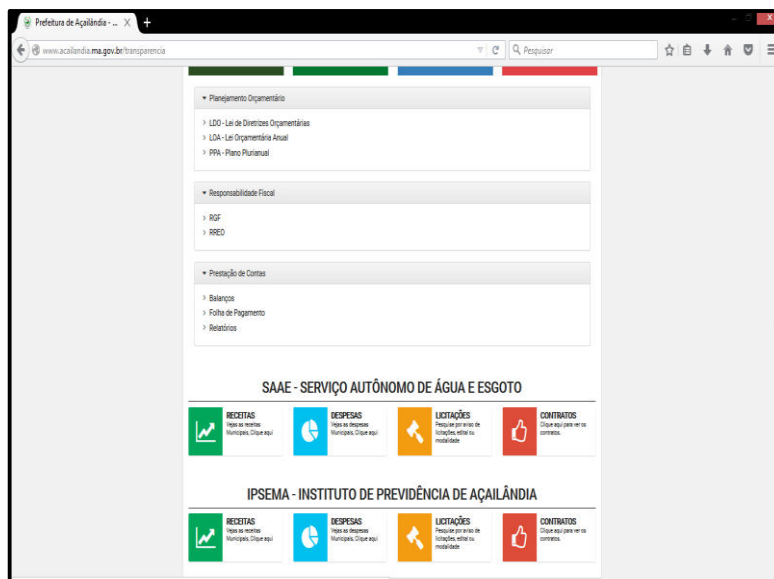 Prefeitura de Açailândia - ...
www.acailandia.ma.gov.br/transparencia
Pesquisar
Planejamento Orçamentário
LDO - Lei de Diretrizes Orçamentárias
LOA - Lei Orçamentária Anual
PPA - Plano Plurianual
Responsabilidade Fiscal
RGF
RREO
Prestação de Contas
Balanços
Folha de Pagamento
Relatórios
SAAE - SERVIÇO AUTÔNOMO DE ÁGUA E ESGOTO
RECEITAS
Vejas as receitas
Municipais, Clique aqui
DESPESAS
Vejas as despesas
Municipais, Clique aqui
LICITAÇÕES
Pesquise por aviso de
licitações, edital ou
modalidade
CONTRATOS
Clique aqui para ver os
contratos.
IPSEMA - INSTITUTO DE PREVIDÊNCIA DE AÇAILÂNDIA
RECEITAS
Vejas as receitas
Municipais, Clique aqui
DESPESAS
Vejas as despesas
Municipais, Clique aqui
LICITAÇÕES
Pesquise por aviso de
licitações, edital ou
modalidade
CONTRATOS
Clique aqui para ver os
contratos.